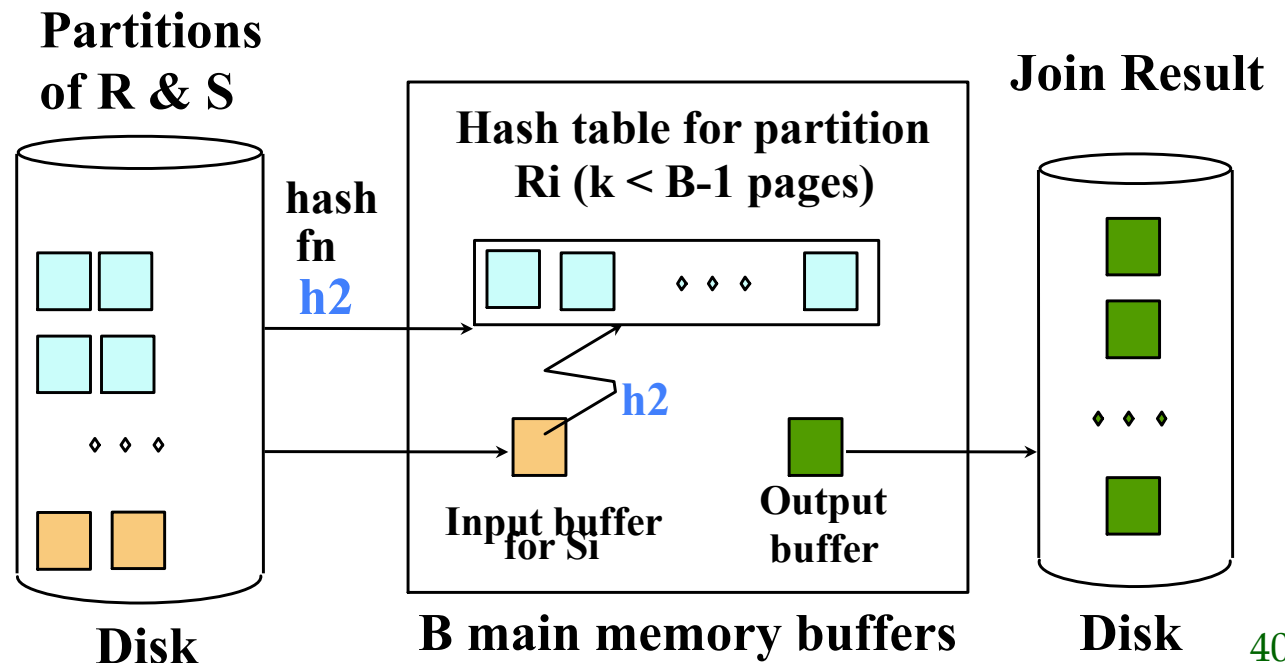 Partitions
of R & S
Join Result
Hash table for partition
Ri (k < B-1 pages)
hash
fn
h2
h2
Input buffer
for Si
Output
buffer
Disk
B main memory buffers
Disk
40